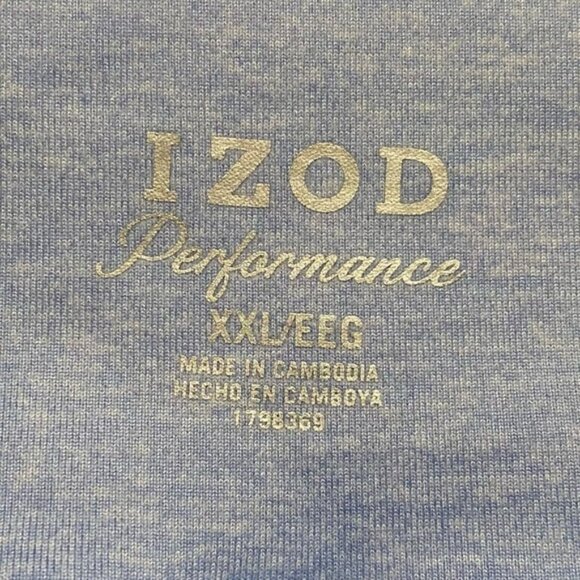 IZOD
Performance
XXL/EEG
MADE IN CAMBODIA
HECHO EN CAMBOYA
1798369